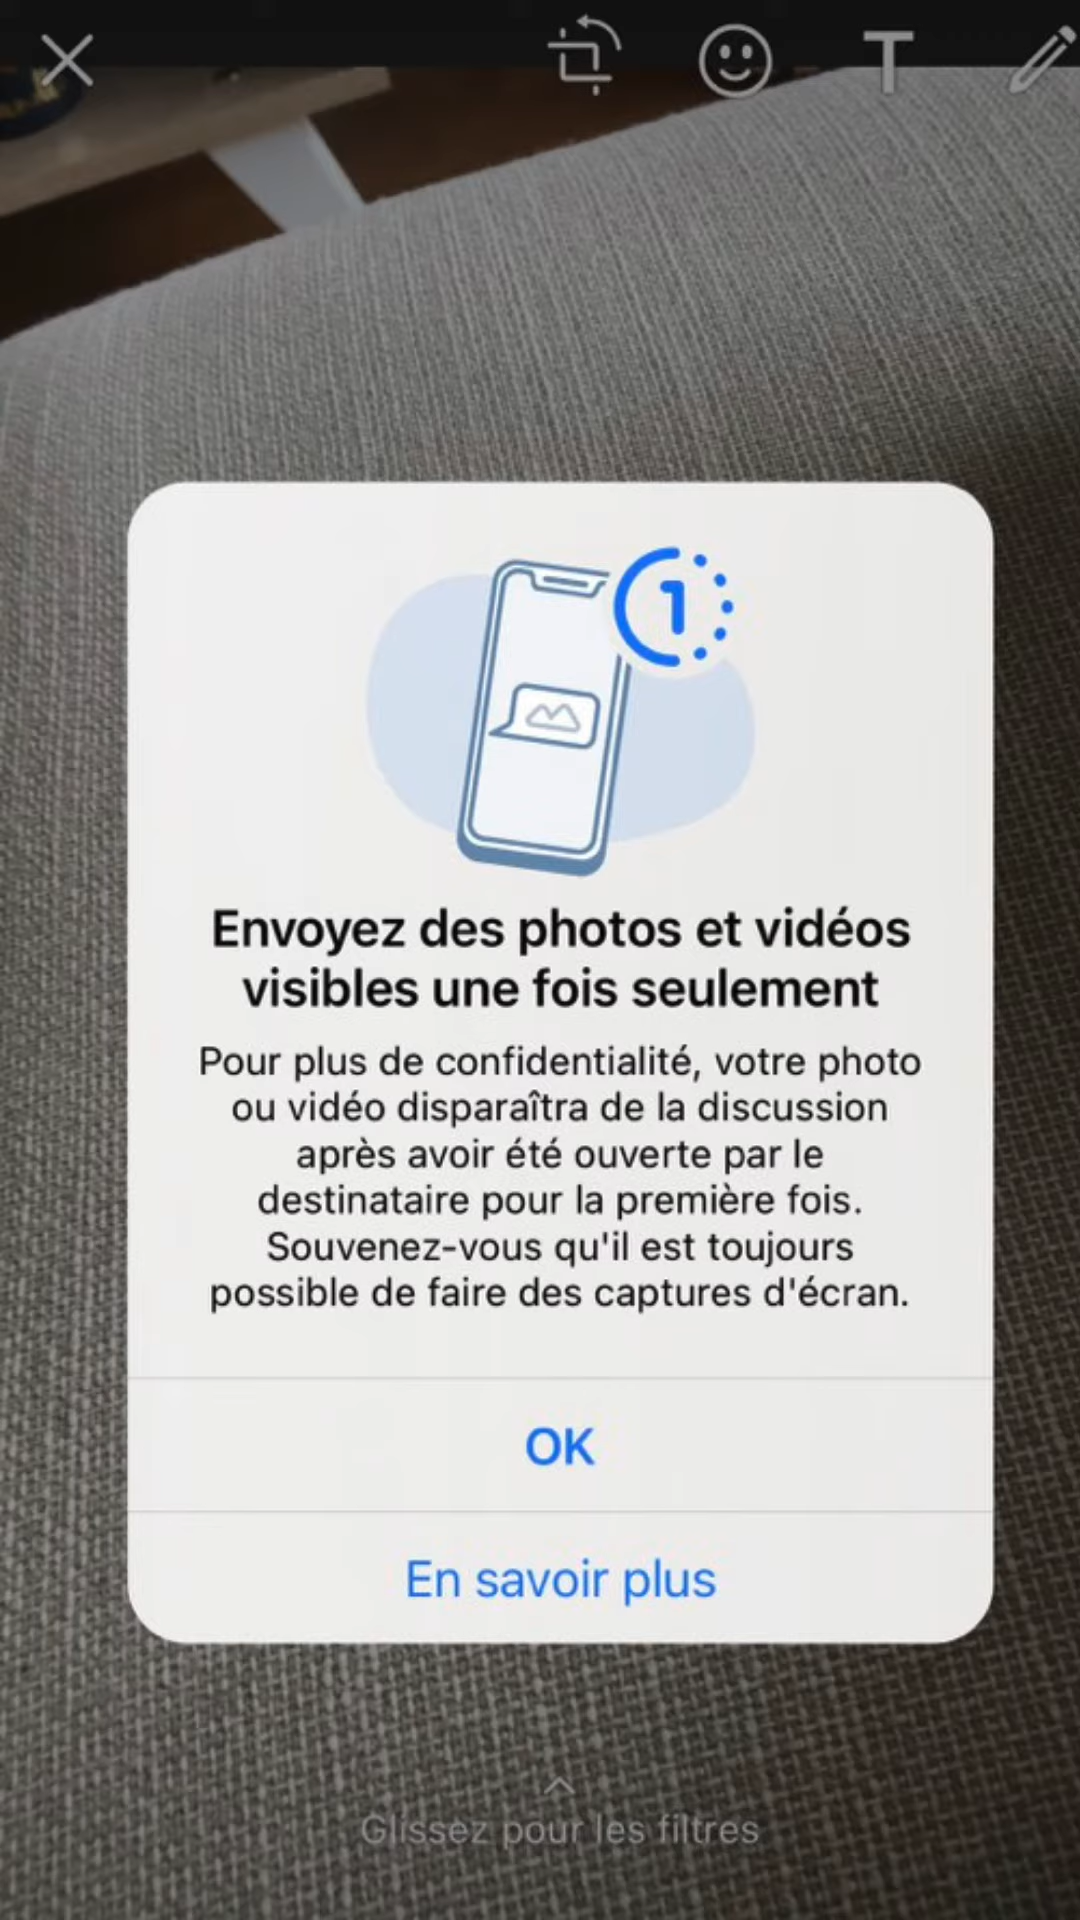 T
1
Envoyez des photos et vidéos
visibles une fois seulement
Pour plus de confidentialité, votre photo
ou vidéo disparaîtra de la discussion
après avoir été ouverte par le
destinataire pour la première fois.
Souvenez-vous qu'il est toujours
possible de faire des captures d'écran.
OK
En savoir plus
Glissez pour les filtres